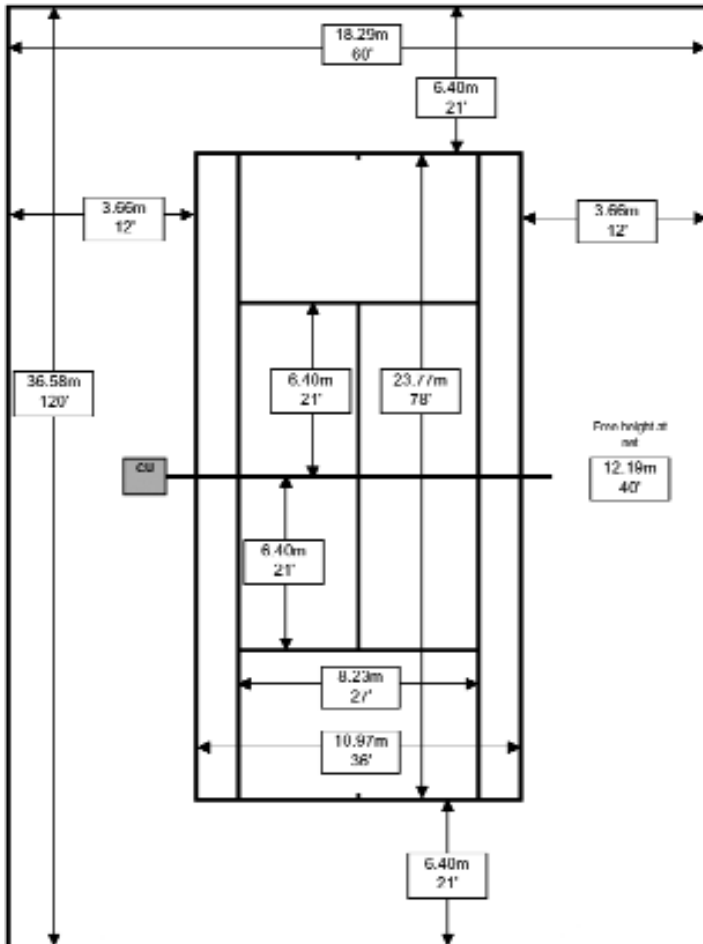 18.29m
60'
6.40m
21'
3.66m
12'
3.66m
12'
36.58m
120'
6.40m
21'
23.77m
78'
Free height at
net
CU
12.19m
40'
6.40m
21'
8.23m
27'
10.97m
36'
6.40m
21'